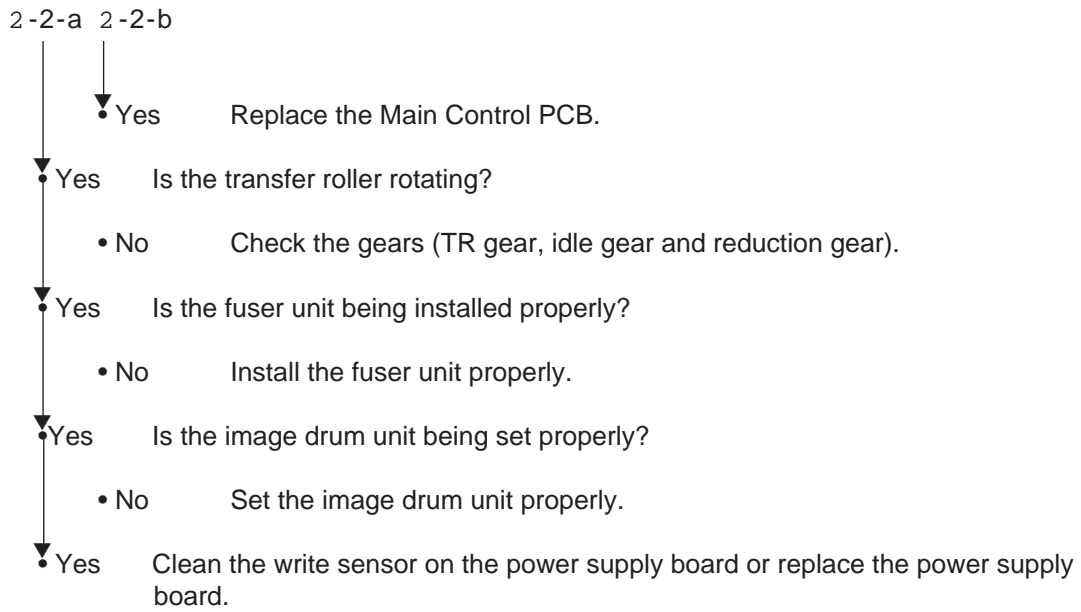 2-2-a 2-2-b
• Yes Replace the Main Control PCB.
• Yes Is the transfer roller rotating?
• No Check the gears (TR gear, idle gear and reduction gear).
• Yes Is the fuser unit being installed properly?
• No Install the fuser unit properly.
•Yes Is the image drum unit being set properly?
• No Set the image drum unit properly.
• Yes Clean the write sensor on the power supply board or replace the power supply
board.